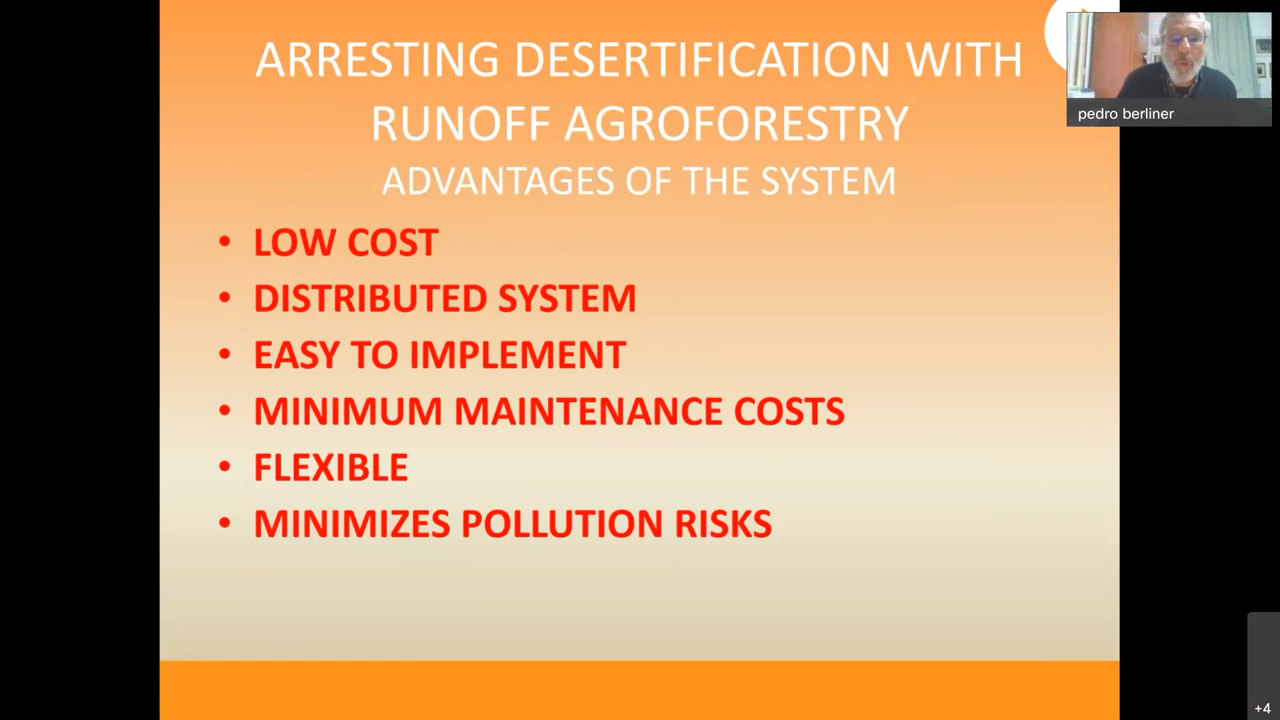 ARRESTING DESERTIFICATION WITH
RUNOFF AGROFORESTRY
ADVANTAGES OF THE SYSTEM
• LOW COST
• DISTRIBUTED SYSTEM
• EASY TO IMPLEMENT
• MINIMUM MAINTENANCE COSTS
• FLEXIBLE
• MINIMIZES POLLUTION RISKS
pedro berliner
+4